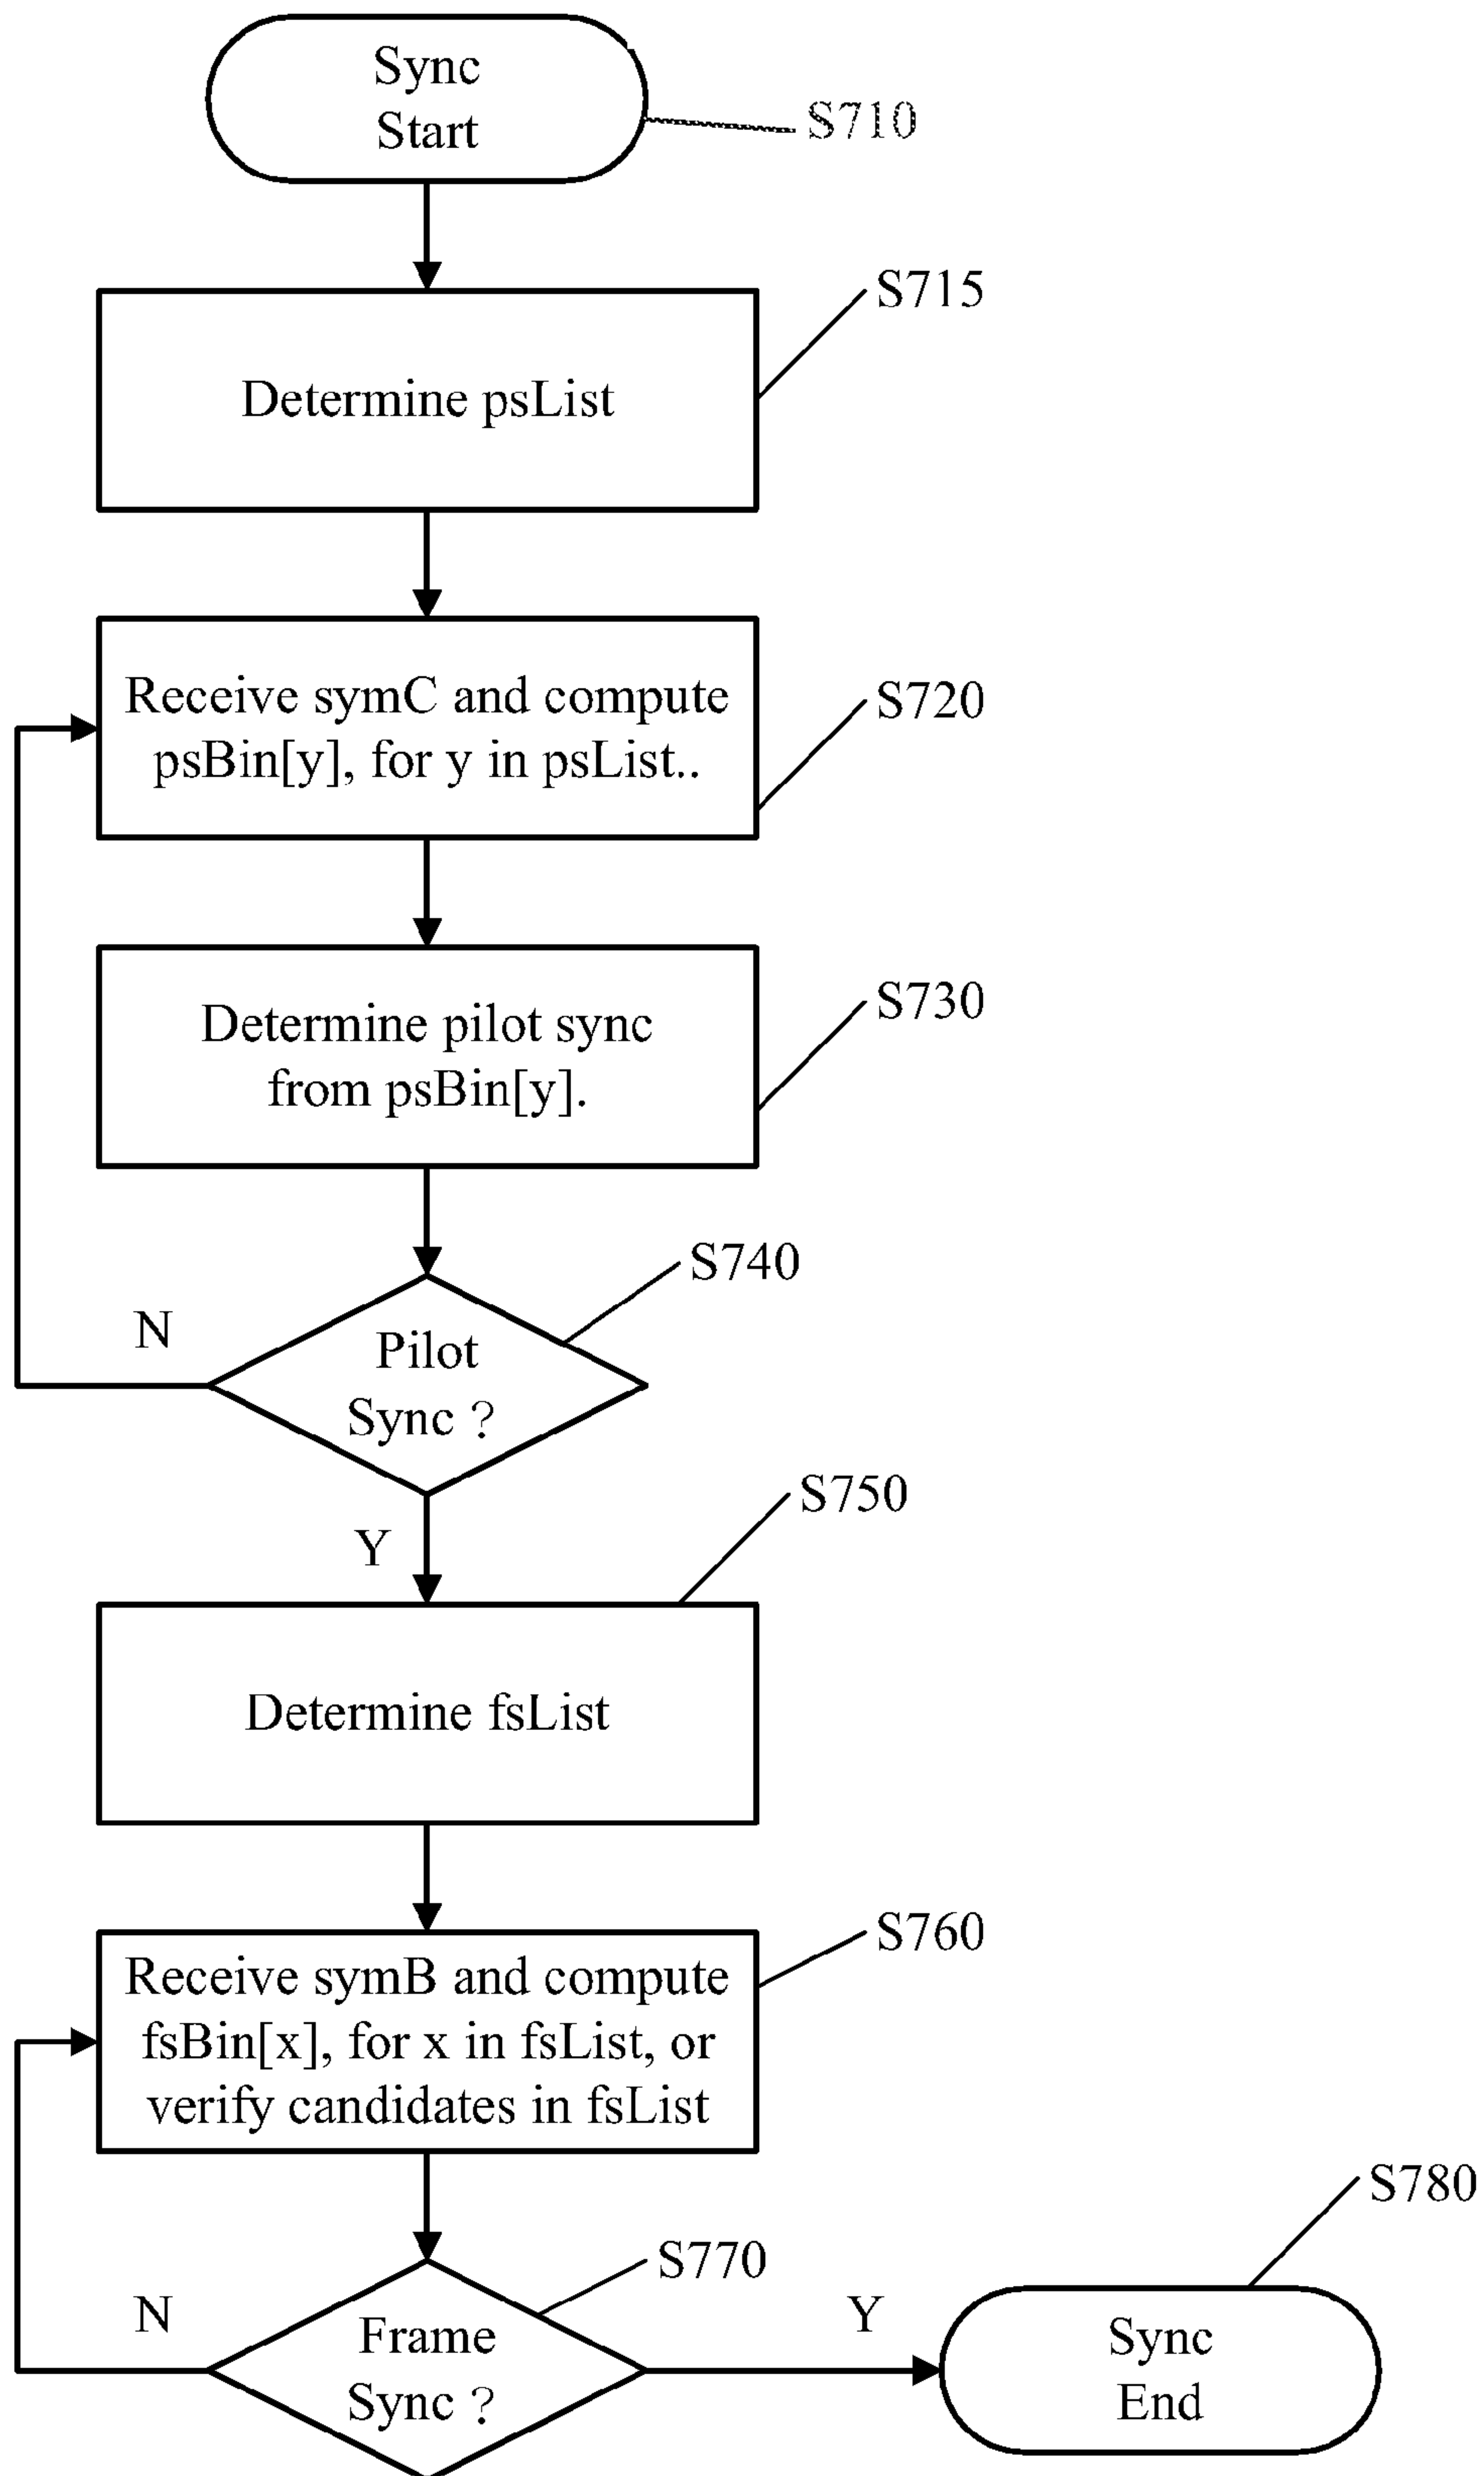 Sync
Start
S710
S715
Determine psList
Receive symC and compute
psBin[y], for y in psList..
S720
Determine pilot sync
from psBin[y].
S730
S740
N
Pilot
Sync ?
S750
Y
Determine fsList
S760
Receive symB and compute
fsBin[x], for x in fsList, or
verify candidates in fsList
S780
S770
N
Y
Frame
Sync ?
Sync
End